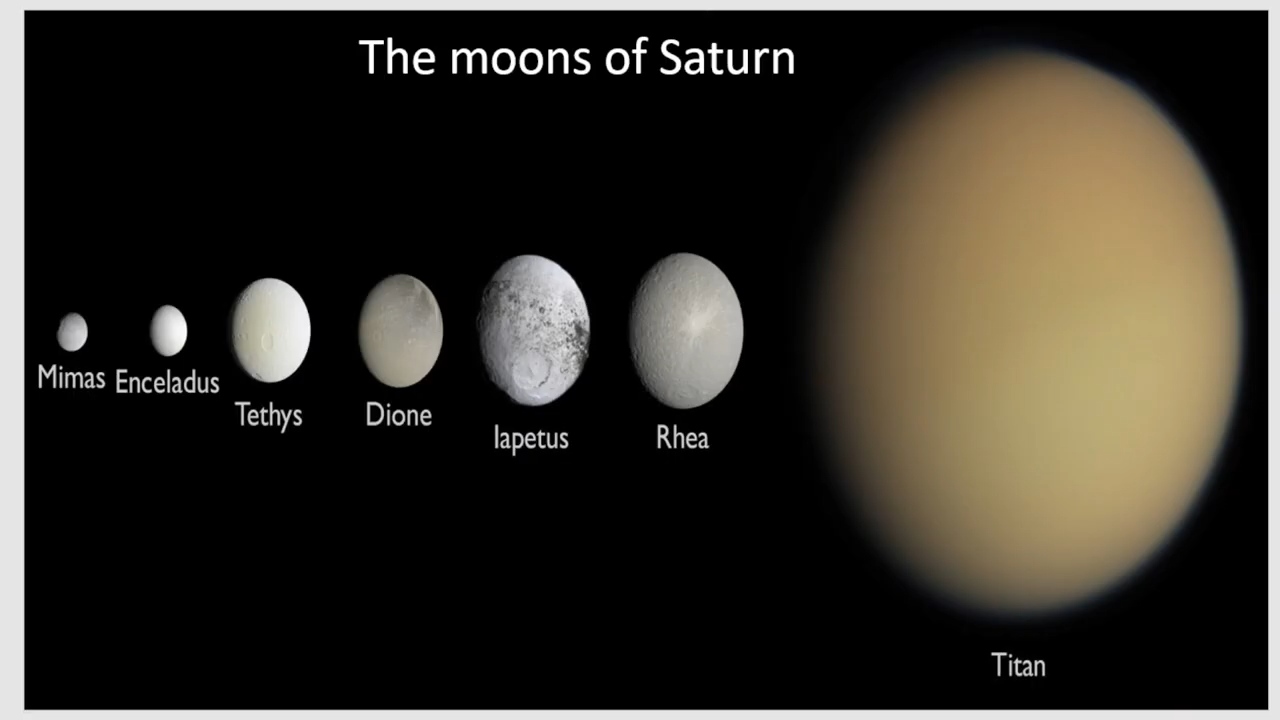 The moons of Saturn
Mimas
Enceladus
Tethys
Dione
Iapetus
Rhea
Titan